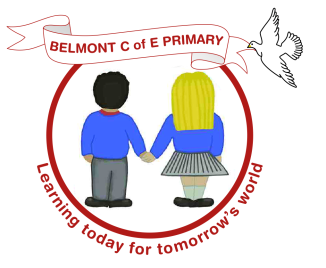 BELMONT C of E PRIMARY
Learning today for tomorrow's world